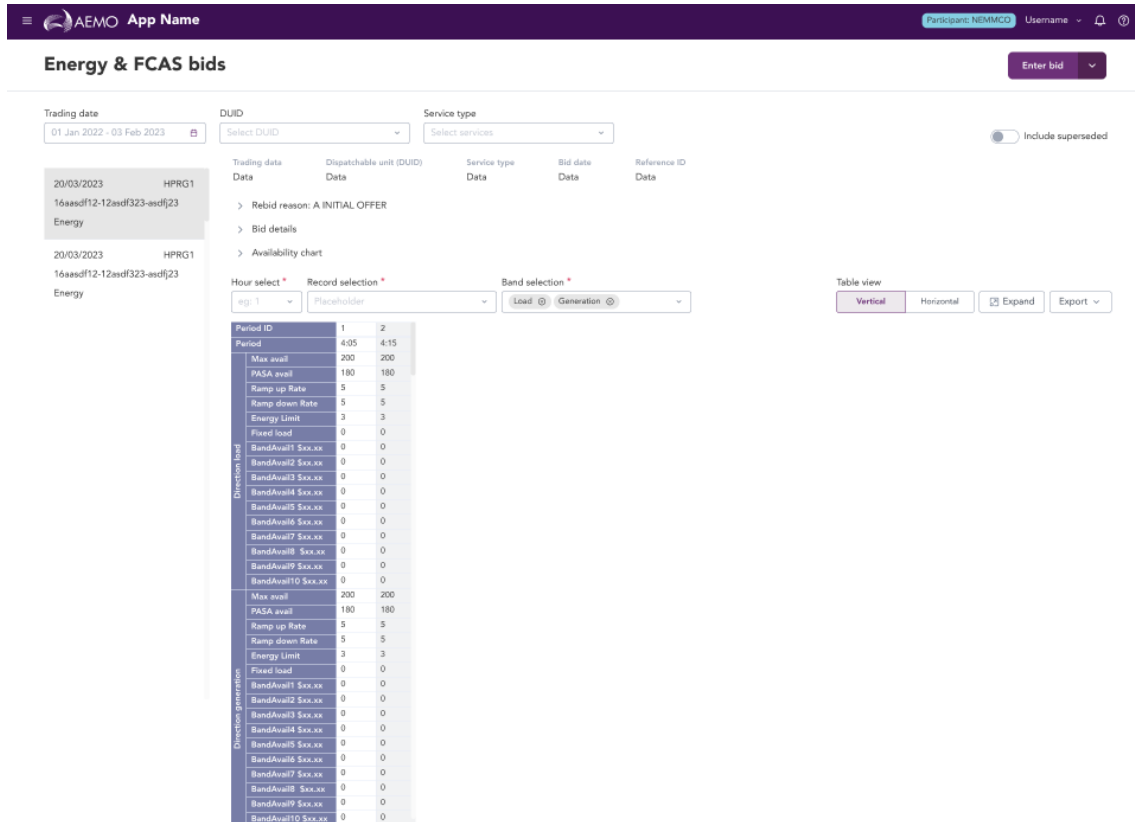 AEMO App Name Participant: NEMMCO Username
Energy & FCAS bids Enter bid
Trading date DUID Service type
01 Jan 2022 - 03 Feb 2023 Select DUID Select services Include superseded
Trading data Dispatchable unit (DUID) Service type Bid date Reference ID
Data Data Data Data Data
20/03/2023 HPRG1
16aasdf12-12asdf323-asdfj23
Energy
20/03/2023 HPRG1
16aasdf12-12asdf323-asdfj23
Energy
Rebid reason: A INITIAL OFFER
Bid details
Availability chart
Hour select * Record selection * Band selection * Table view
eg: 1 Placeholder Load Generation Vertical Horizontal Expand Export
Period ID 1 2
Period 4:05 4:15
Direction load
Max avail 200 200
PASA avail 180 180
Ramp up Rate 5 5
Ramp down Rate 5 5
Energy Limit 3 3
Fixed load 0 0
BandAvail1 $xx.xx 0 0
BandAvail2 $xx.xx 0 0
BandAvail3 $xx.xx 0 0
BandAvail4 $xx.xx 0 0
BandAvail5 $xx.xx 0 0
BandAvail6 $xx.xx 0 0
BandAvail7 $xx.xx 0 0
BandAvail8 $xx.xx 0 0
BandAvail9 $xx.xx 0 0
BandAvail10 $xx.xx 0 0
Direction generation
Max avail 200 200
PASA avail 180 180
Ramp up Rate 5 5
Ramp down Rate 5 5
Energy Limit 3 3
Fixed load 0 0
BandAvail1 $xx.xx 0 0
BandAvail2 $xx.xx 0 0
BandAvail3 $xx.xx 0 0
BandAvail4 $xx.xx 0 0
BandAvail5 $xx.xx 0 0
BandAvail6 $xx.xx 0 0
BandAvail7 $xx.xx 0 0
BandAvail8 $xx.xx 0 0
BandAvail9 $xx.xx 0 0
BandAvail10 $xx.xx 0 0